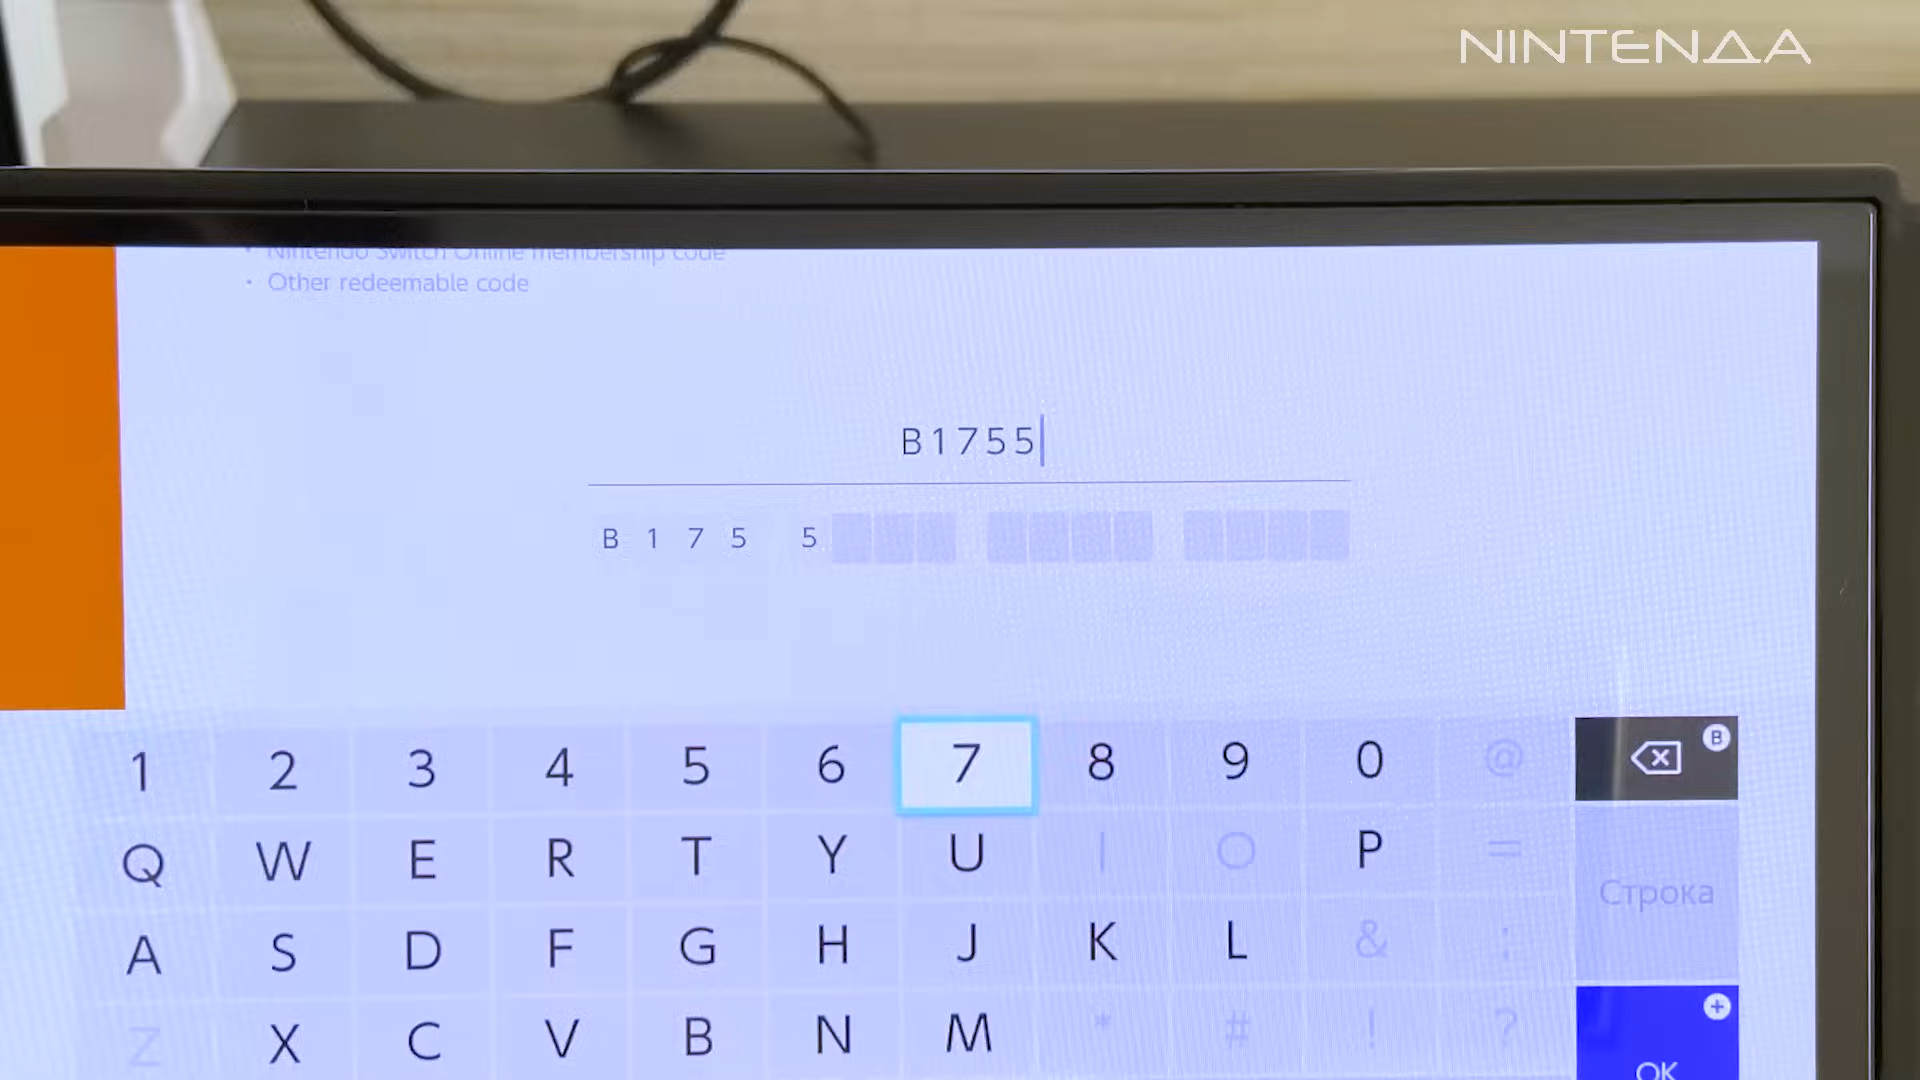 NINTENDA
• Nintendo Switch Online membership code
• Other redeemable code
B1755
B 1 7 5 5
1 2 3 4 5 6 7 8 9 0 @ B
Q W E R T Y U I O P =
Строка
A S D F G H J K L & ;
Z X C V B N M * # ! ? +
OK